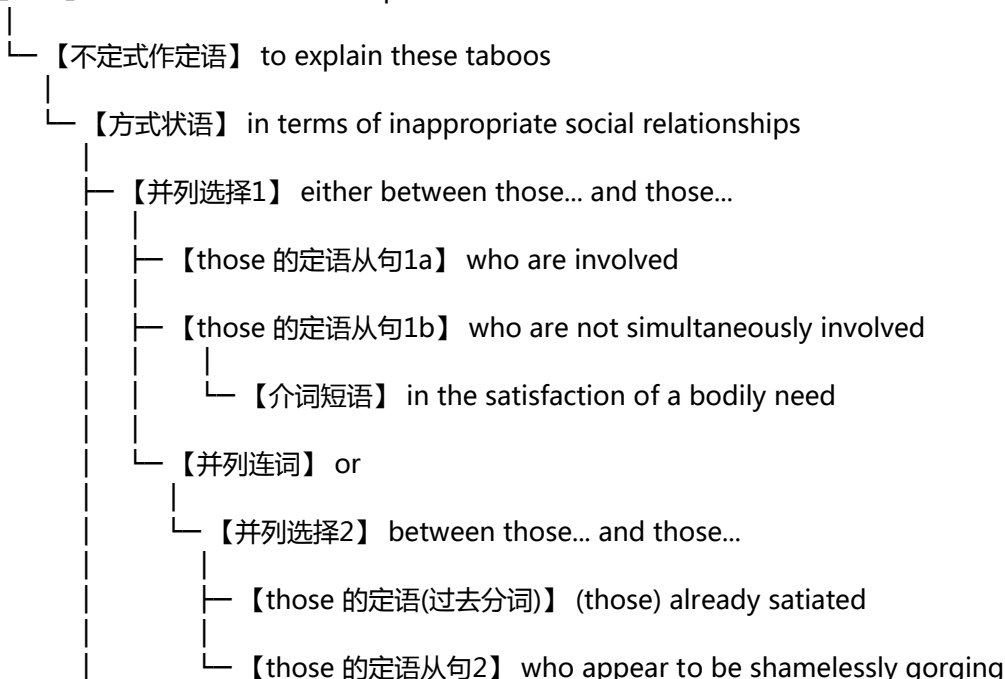 【不定式作定语】 to explain these taboos
【方式状语】 in terms of inappropriate social relationships
【并列选择1】 either between those... and those...
【those 的定语从句1a】 who are involved
【those 的定语从句1b】 who are not simultaneously involved
【介词短语】 in the satisfaction of a bodily need
【并列连词】 or
【并列选择2】 between those... and those...
【those 的定语(过去分词)】 (those) already satiated
【those 的定语从句2】 who appear to be shamelessly gorging